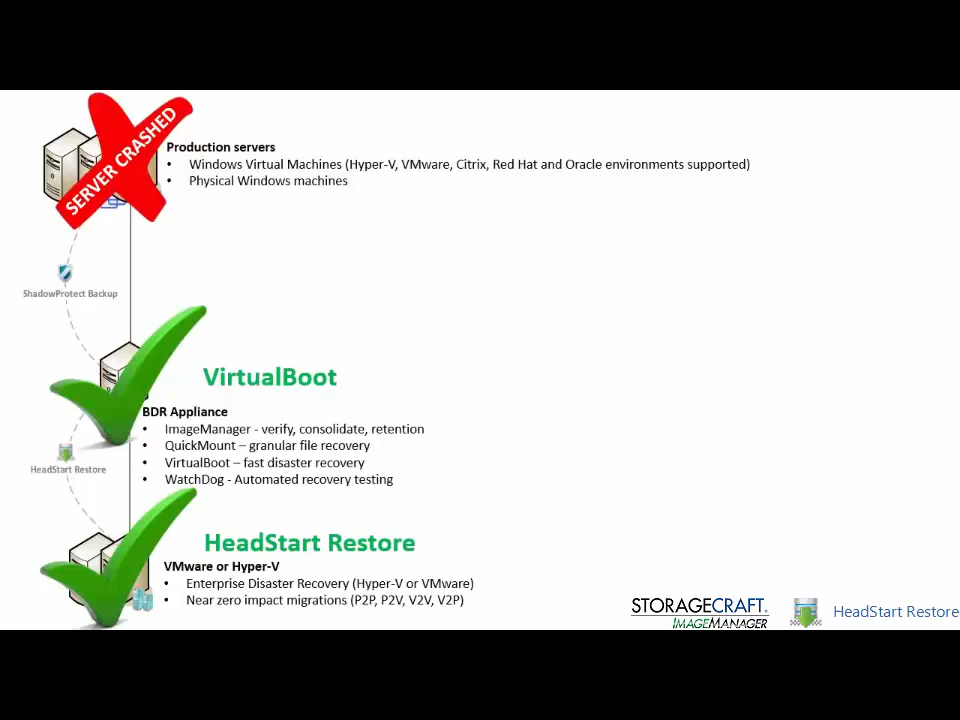 SERVER CRASHED
Production servers
• Windows Virtual Machines (Hyper-V, VMware, Citrix, Red Hat and Oracle environments supported)
• Physical Windows machines
ShadowProtect Backup
VirtualBoot
BDR Appliance
• ImageManager - verify, consolidate, retention
• QuickMount – granular file recovery
• VirtualBoot – fast disaster recovery
• WatchDog - Automated recovery testing
HeadStart Restore
HeadStart Restore
VMware or Hyper-V
• Enterprise Disaster Recovery (Hyper-V or VMware)
• Near zero impact migrations (P2P, P2V, V2V, V2P)
STORAGECRAFT.
IMAGEMANAGER
HeadStart Restore